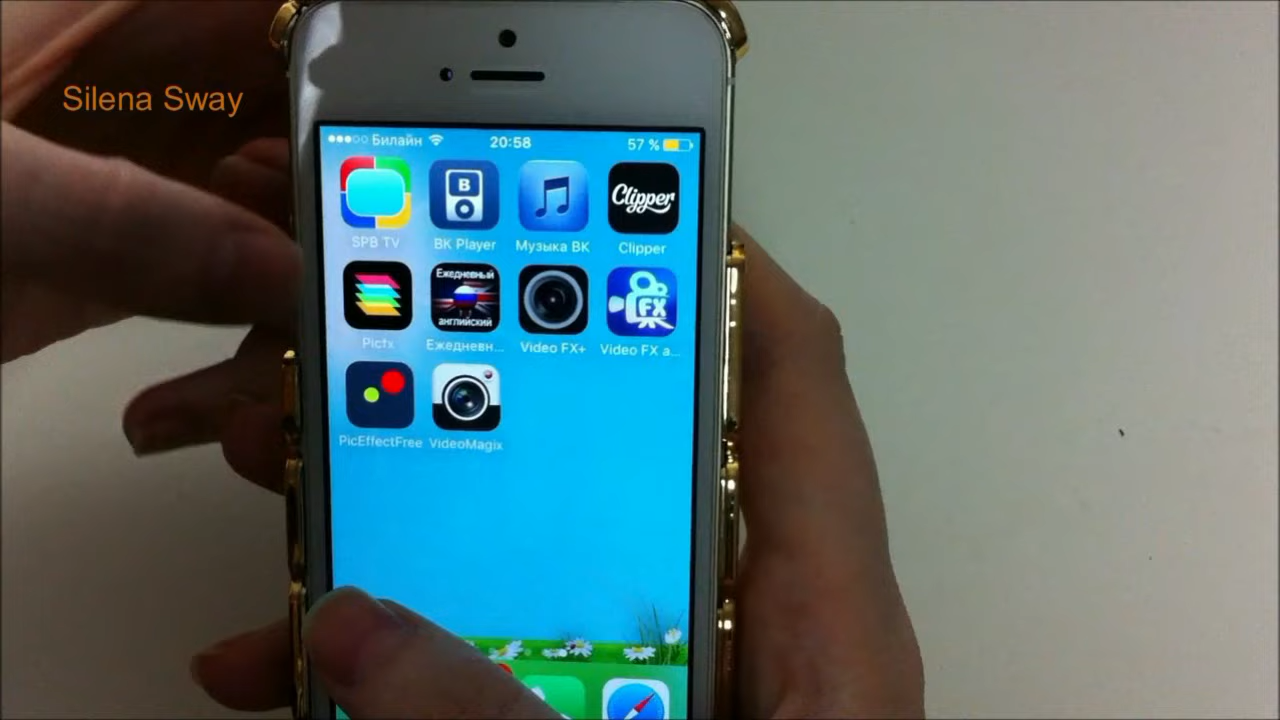 Silena Sway
Билайн 20:58 57 %
B
Clipper
SPB TV ВК Player Музыка ВК Clipper
Ежедневный
английский
FX
Picfx Ежедневн... Video FX+ Video FX a...
PicEffectFree VideoMagix